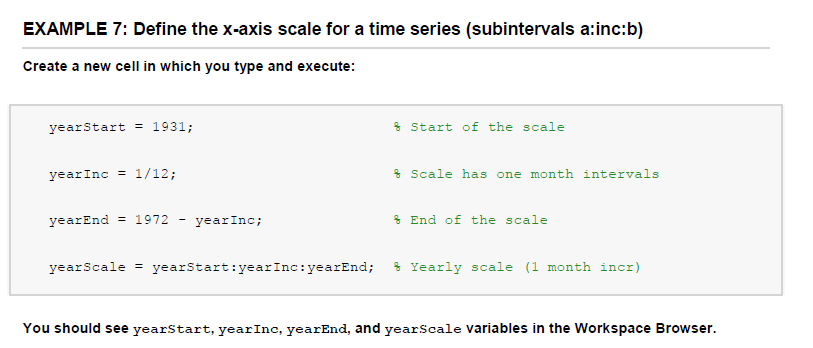 EXAMPLE 7: Define the x-axis scale for a time series (subintervals a:inc:b)
Create a new cell in which you type and execute:
yearStart = 1931; % Start of the scale
yearInc = 1/12; % Scale has one month intervals
yearEnd = 1972 - yearInc; % End of the scale
yearScale = yearStart:yearInc:yearEnd; % Yearly scale (1 month incr)
You should see yearStart, yearInc, yearEnd, and yearScale variables in the Workspace Browser.